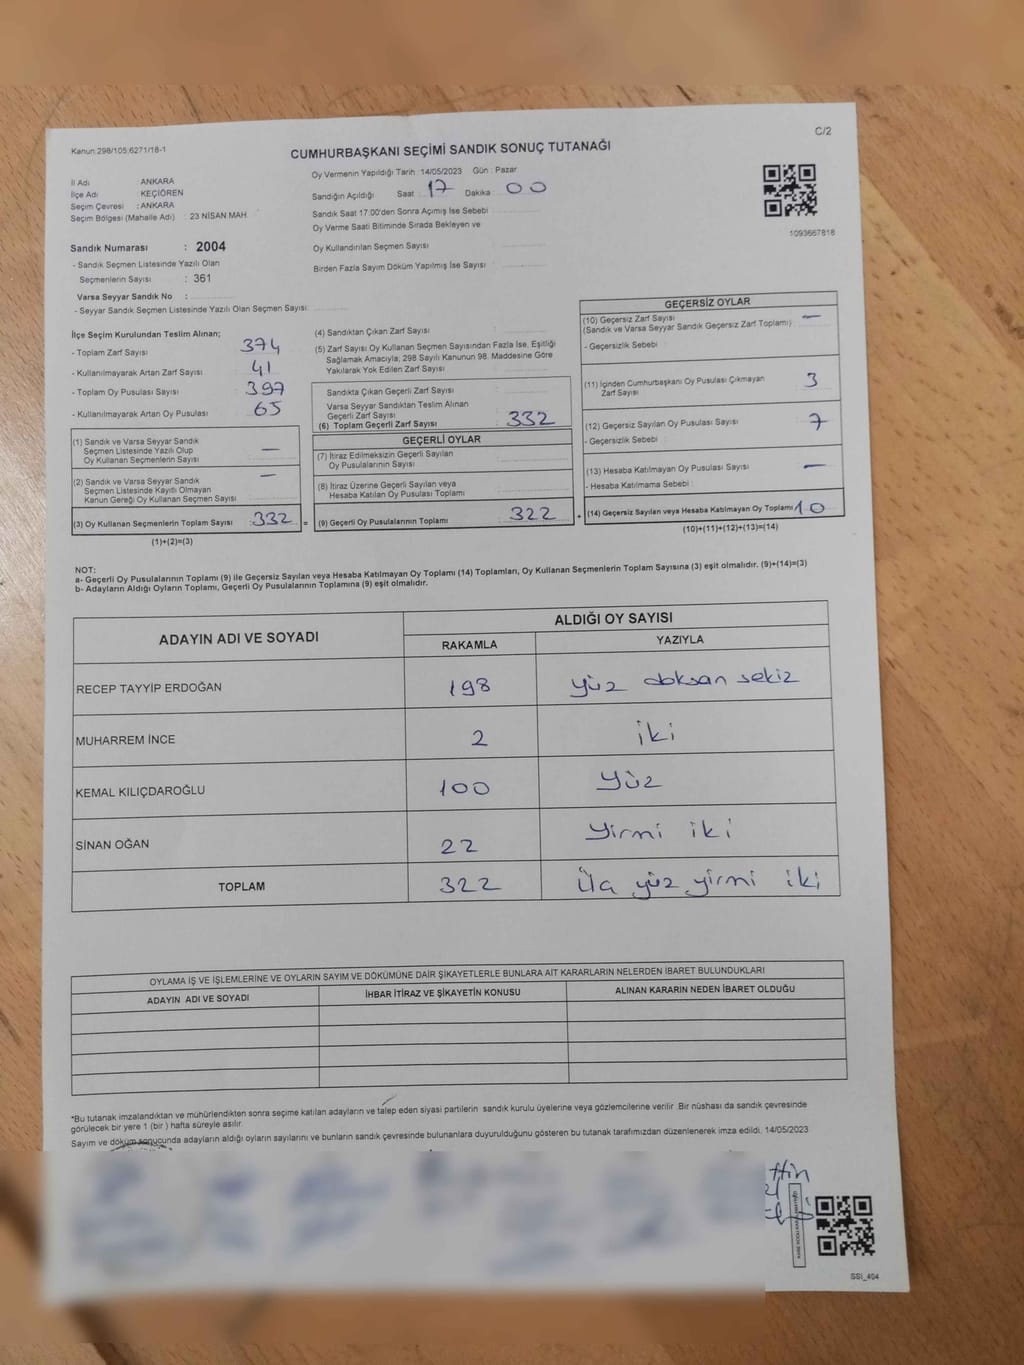 C/2
Kanun:298/105:6271/18-1
CUMHURBAŞKANI SEÇİMİ SANDIK SONUÇ TUTANAĞI
İl Adı ANKARA
İlçe Adı : KEÇİÖREN
Seçim Çevresi : ANKARA
Seçim Bölgesi (Mahalle Adı) : 23 NİSAN MAH.
Oy Vermenin Yapıldığı Tarih : 14/05/2023 Gün : Pazar
Sandığın Açıldığı Saat : 17 Dakika : 00
Sandık Saat 17.00'den Sonra Açımış İse Sebebi :
Oy Verme Saati Bitiminde Sırada Bekleyen ve
Oy Kullandırılan Seçmen Sayısı
Birden Fazla Sayım Döküm Yapılmış İse Sayısı :
1093667818
Sandık Numarası : 2004
- Sandık Seçmen Listesinde Yazılı Olan
Seçmenlerin Sayısı : 361
Varsa Seyyar Sandık No :
- Seyyar Sandık Seçmen Listesinde Yazılı Olan Seçmen Sayısı:
İlçe Seçim Kurulundan Teslim Alınan;
- Toplam Zarf Sayısı 374
- Kullanılmayarak Artan Zarf Sayısı 41
- Toplam Oy Pusulası Sayısı 397
- Kullanılmayarak Artan Oy Pusulası 65
(1) Sandık ve Varsa Seyyar Sandık
Seçmen Listesinde Yazılı Olup
Oy Kullanan Seçmenlerin Sayısı —
(2) Sandık ve Varsa Seyyar Sandık
Seçmen Listesinde Kayıtlı Olmayan
Kanun Gereği Oy Kullanan Seçmen Sayısı —
(3) Oy Kullanan Seçmenlerin Toplam Sayısı 332 =
(1)+(2)=(3)
(4) Sandıktan Çıkan Zarf Sayısı :
(5) Zarf Sayısı Oy Kullanan Seçmen Sayısından Fazla İse, Eşitliği
Sağlamak Amacıyla; 298 Sayılı Kanunun 98. Maddesine Göre
Yakılarak Yok Edilen Zarf Sayısı
Sandıkta Çıkan Geçerli Zarf Sayısı :
Varsa Seyyar Sandıktan Teslim Alınan
Geçerli Zarf Sayısı
(6) Toplam Geçerli Zarf Sayısı : 332
GEÇERLİ OYLAR
(7) İtiraz Edilmeksizin Geçerli Sayılan
Oy Pusulalarının Sayısı
(8) İtiraz Üzerine Geçerli Sayılan veya
Hesaba Katılan Oy Pusulası Toplamı
(9) Geçerli Oy Pusulalarının Toplamı 322 +
GEÇERSİZ OYLAR
(10) Geçersiz Zarf Sayısı
(Sandık ve Varsa Seyyar Sandık Geçersiz Zarf Toplamı) : —
- Geçersizlik Sebebi :
(11) İçinden Cumhurbaşkanı Oy Pusulası Çıkmayan
Zarf Sayısı 3
(12) Geçersiz Sayılan Oy Pusulası Sayısı : 7
- Geçersizlik Sebebi :
(13) Hesaba Katılmayan Oy Pusulası Sayısı : —
- Hesaba Katılmama Sebebi :
(14) Geçersiz Sayılan veya Hesaba Katılmayan Oy Toplamı 10
(10)+(11)+(12)+(13)=(14)
NOT:
a- Geçerli Oy Pusulalarının Toplamı (9) ile Geçersiz Sayılan veya Hesaba Katılmayan Oy Toplamı (14) Toplamları, Oy Kullanan Seçmenlerin Toplam Sayısına (3) eşit olmalıdır. (9)+(14)=(3)
b- Adayların Aldığı Oyların Toplamı, Geçerli Oy Pusulalarının Toplamına (9) eşit olmalıdır.
ADAYIN ADI VE SOYADI
ALDIĞI OY SAYISI
RAKAMLA YAZIYLA
RECEP TAYYİP ERDOĞAN 198 yüz doksan sekiz
MUHARREM İNCE 2 iki
KEMAL KILIÇDAROĞLU 100 Yüz
SİNAN OĞAN 22 Yirmi iki
TOPLAM 322 yüz yirmi iki
OYLAMA İŞ VE İŞLEMLERİNE VE OYLARIN SAYIM VE DÖKÜMÜNE DAİR ŞİKAYETLERLE BUNLARA AİT KARARLARIN NELERDEN İBARET BULUNDUKLARI
ADAYIN ADI VE SOYADI İHBAR İTİRAZ VE ŞİKAYETİN KONUSU ALINAN KARARIN NEDEN İBARET OLDUĞU
*Bu tutanak imzalandıktan ve mühürlendikten sonra seçime katılan adayların ve talep eden siyasi partilerin sandık kurulu üyelerine veya gözlemcilerine verilir. Bir nüshası da sandık çevresinde
görülecek bir yere 1 (bir ) hafta süreyle asılır.
Sayım ve döküm sonucunda adayların aldığı oyların sayılarını ve bunların sandık çevresinde bulunanlara duyurulduğunu gösteren bu tutanak tarafımızdan düzenlenerek imza edildi. 14/05/2023
SSI_404